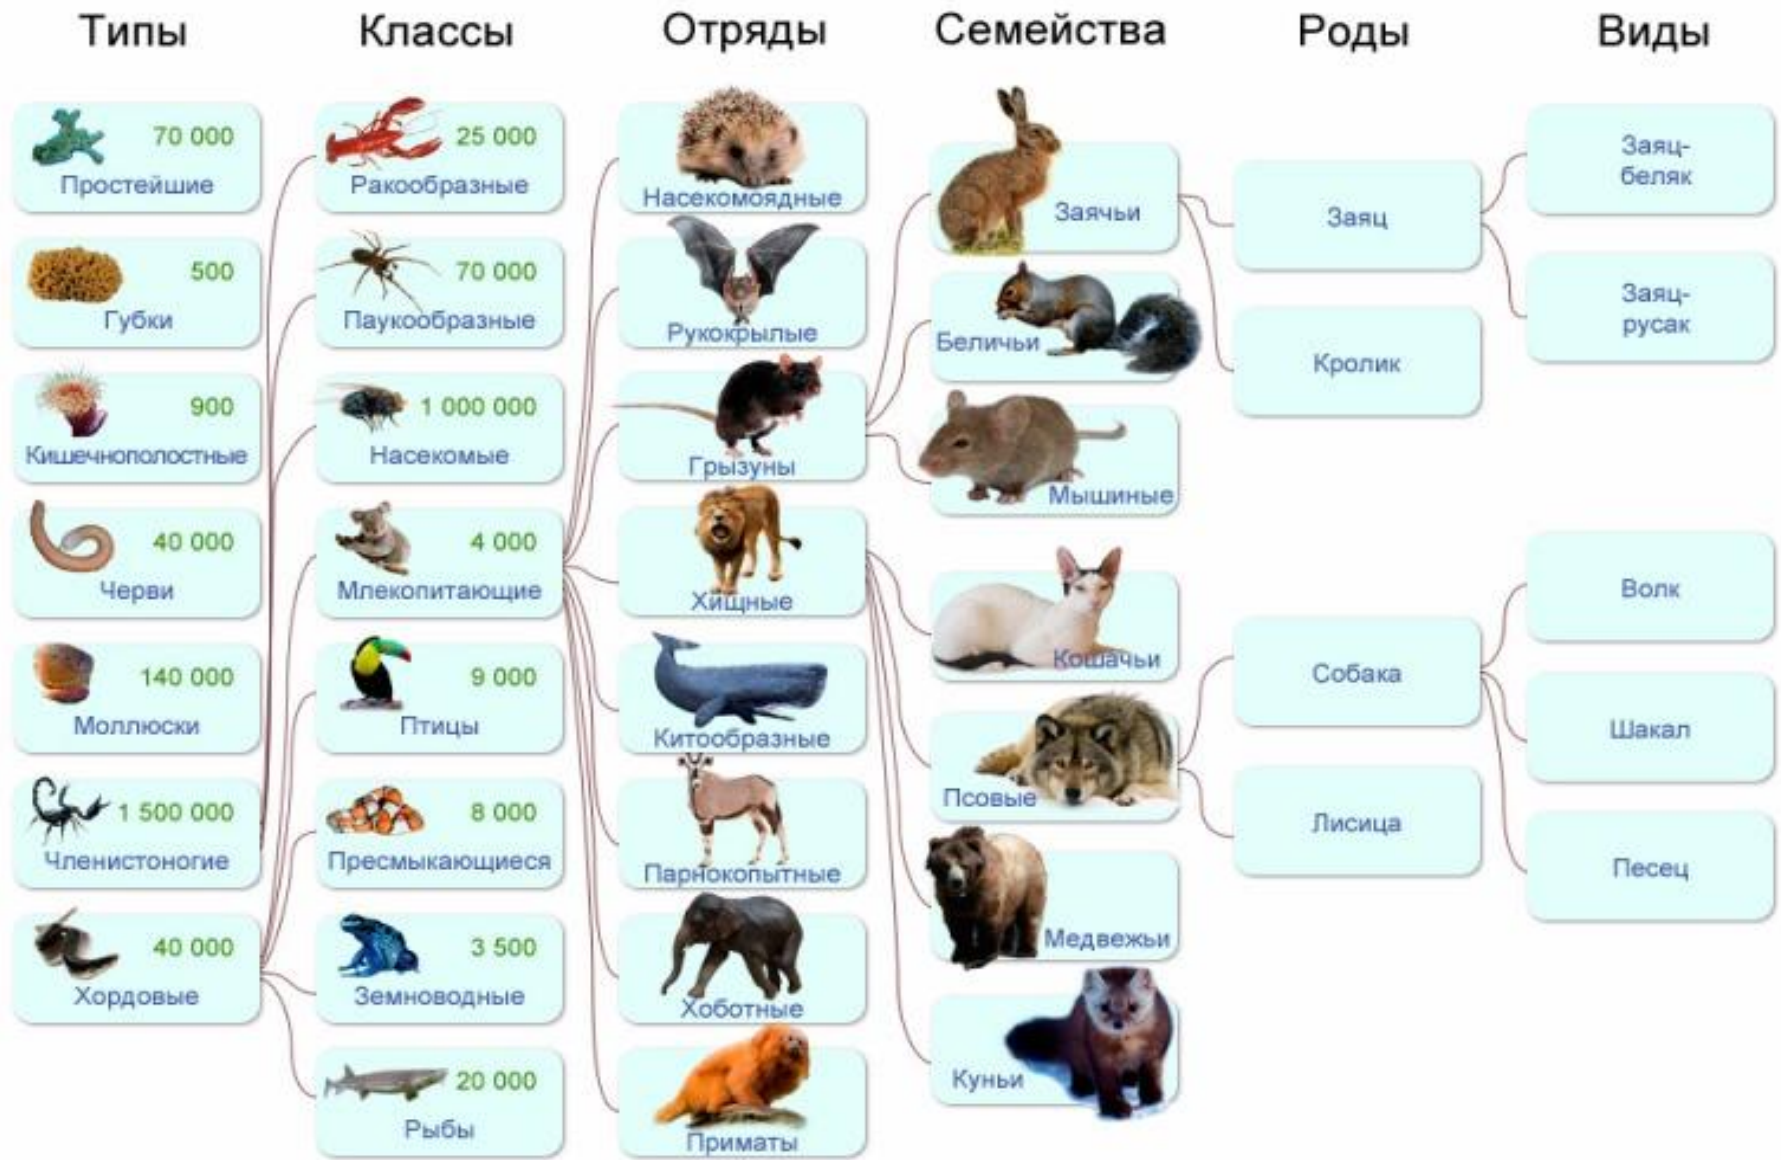 Типы
Классы
Отряды
Семейства
Роды
Виды
70 000
Простейшие
500
Губки
900
Кишечнополостные
40 000
Черви
140 000
Моллюски
1 500 000
Членистоногие
40 000
Хордовые
25 000
Ракообразные
70 000
Паукообразные
1 000 000
Насекомые
4 000
Млекопитающие
9 000
Птицы
8 000
Пресмыкающиеся
3 500
Земноводные
20 000
Рыбы
Насекомоядные
Рукокрылые
Грызуны
Хищные
Китообразные
Парнокопытные
Хоботные
Приматы
Заячьи
Беличьи
Мышиные
Кошачьи
Псовые
Медвежьи
Куньи
Заяц
Кролик
Собака
Лисица
Заяц-
беляк
Заяц-
русак
Волк
Шакал
Песец